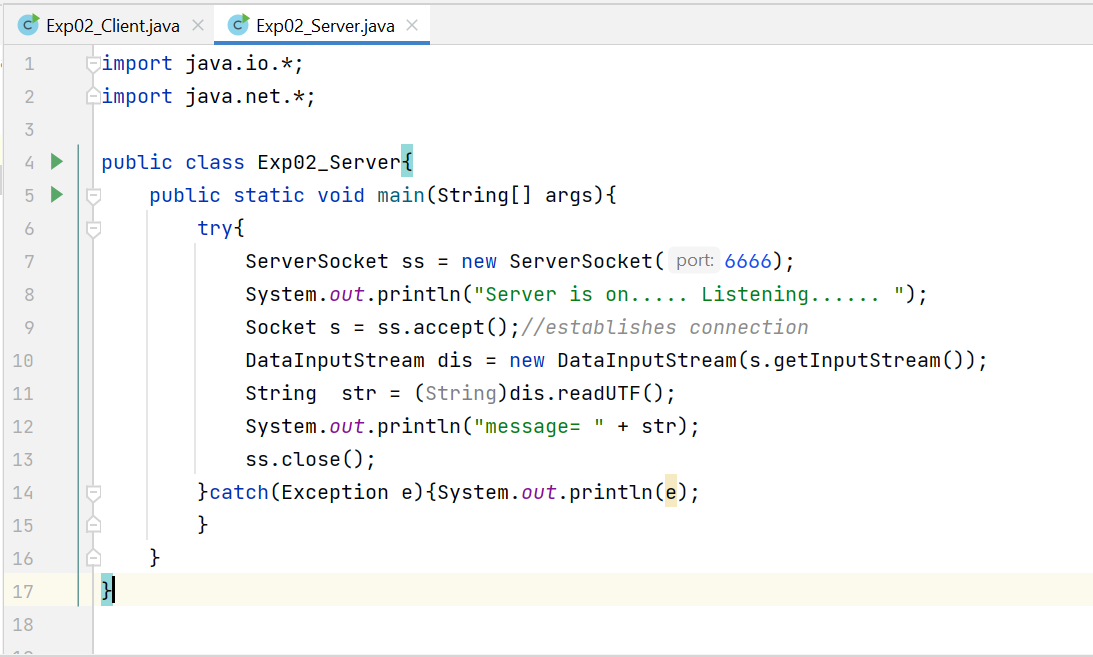 Exp02_Client.java × Exp02_Server.java ×
1 import java.io.*;
2 import java.net.*;
3
4 public class Exp02_Server{
5 public static void main(String[] args){
6 try{
7 ServerSocket ss = new ServerSocket( port: 6666);
8 System.out.println("Server is on..... Listening...... ");
9 Socket s = ss.accept();//establishes connection
10 DataInputStream dis = new DataInputStream(s.getInputStream());
11 String  str = (String)dis.readUTF();
12 System.out.println("message= " + str);
13 ss.close();
14 }catch(Exception e){System.out.println(e);
15 }
16 }
17 }
18